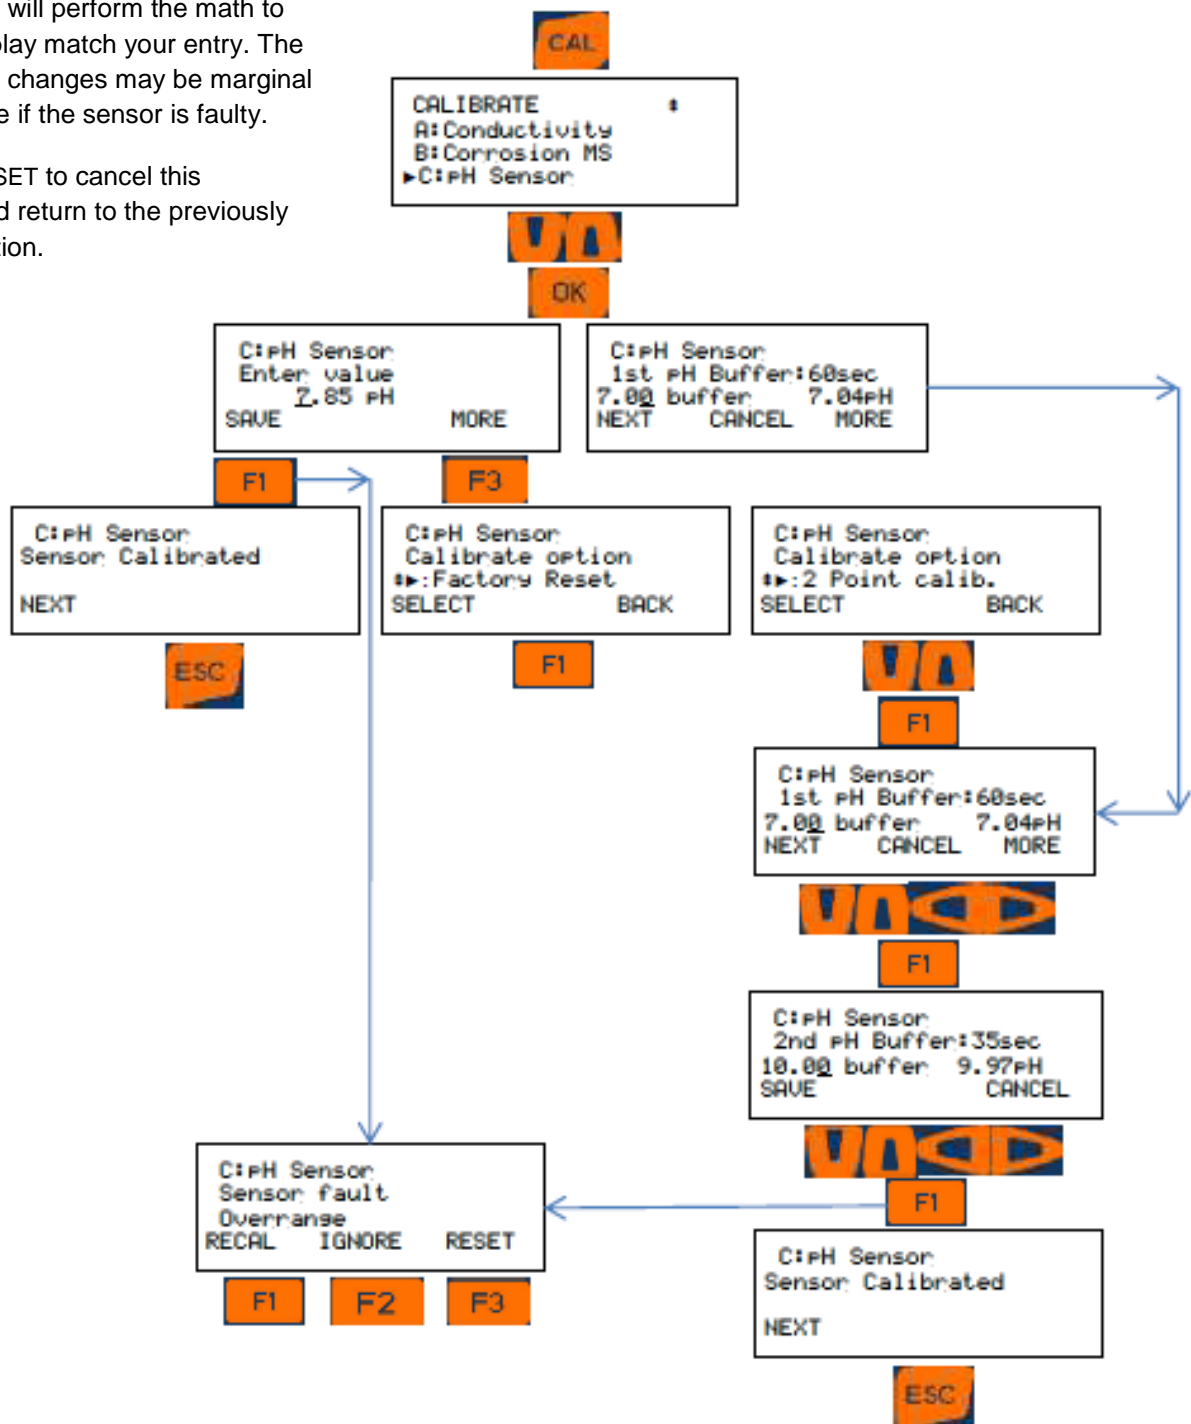 will perform the math to
lay match your entry. The
changes may be marginal
e if the sensor is faulty.
SET to cancel this
d return to the previously
tion.
CAL
CALIBRATE
A:Conductivity
B:Corrosion MS
►C:pH Sensor
OK
C:pH Sensor
Enter value
7.85 pH
SAVE MORE
C:pH Sensor
1st pH Buffer:60sec
7.00 buffer 7.04pH
NEXT CANCEL MORE
F1
F3
C:pH Sensor
Sensor Calibrated
NEXT
ESC
C:pH Sensor
Calibrate option
►:Factory Reset
SELECT BACK
F1
C:pH Sensor
Calibrate option
►:2 Point calib.
SELECT BACK
F1
C:pH Sensor
1st pH Buffer:60sec
7.00 buffer 7.04pH
NEXT CANCEL MORE
F1
C:pH Sensor
2nd pH Buffer:35sec
10.00 buffer 9.97pH
SAVE CANCEL
F1
C:pH Sensor
Sensor fault
Overrange
RECAL IGNORE RESET
F1 F2 F3
C:pH Sensor
Sensor Calibrated
NEXT
ESC